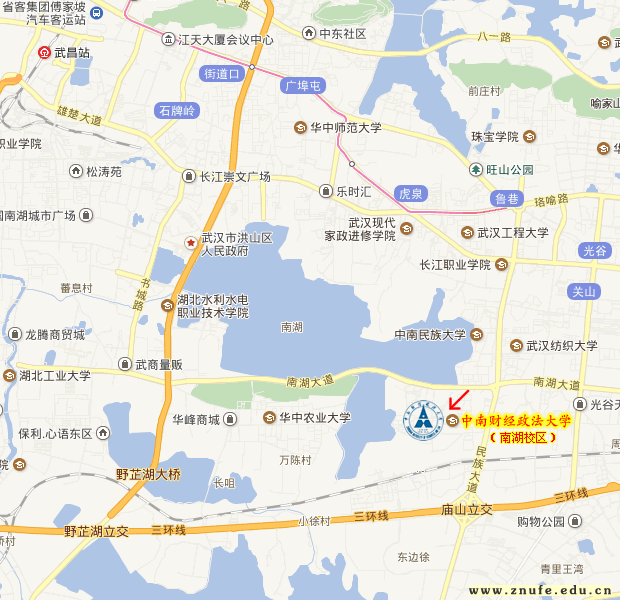 省客集团傅家坡
汽车客运站
武昌站
江天大厦会议中心
中东社区
八一路
街道口
广埠屯
前庄村
喻家山
雄楚大道
石牌岭
华中师范大学
珠宝学院
职业学院
松涛苑
长江崇文广场
乐时汇
旺山公园
虎泉
鲁巷
珞喻路
国南湖城市广场
武汉市洪山区
人民政府
武汉现代
家政进修学院
武汉工程大学
光谷
长江职业学院
关山
书城路
蕃息村
湖北水利水电
职业技术学院
南湖
龙腾商贸城
中南民族大学
武汉纺织大学
武商量贩
湖北工业大学
南湖大道
南湖大道
光谷天
华峰商城
华中农业大学
中南财经政法大学
(南湖校区)
保利.心语东区
万陈村
民族大道
野芷湖大桥
长咀
三环线
庙山立交
野芷湖立交
三环线
小徐村
三环线
购物公园
桥村
东边徐
青里王湾
www.znufe.edu.cn